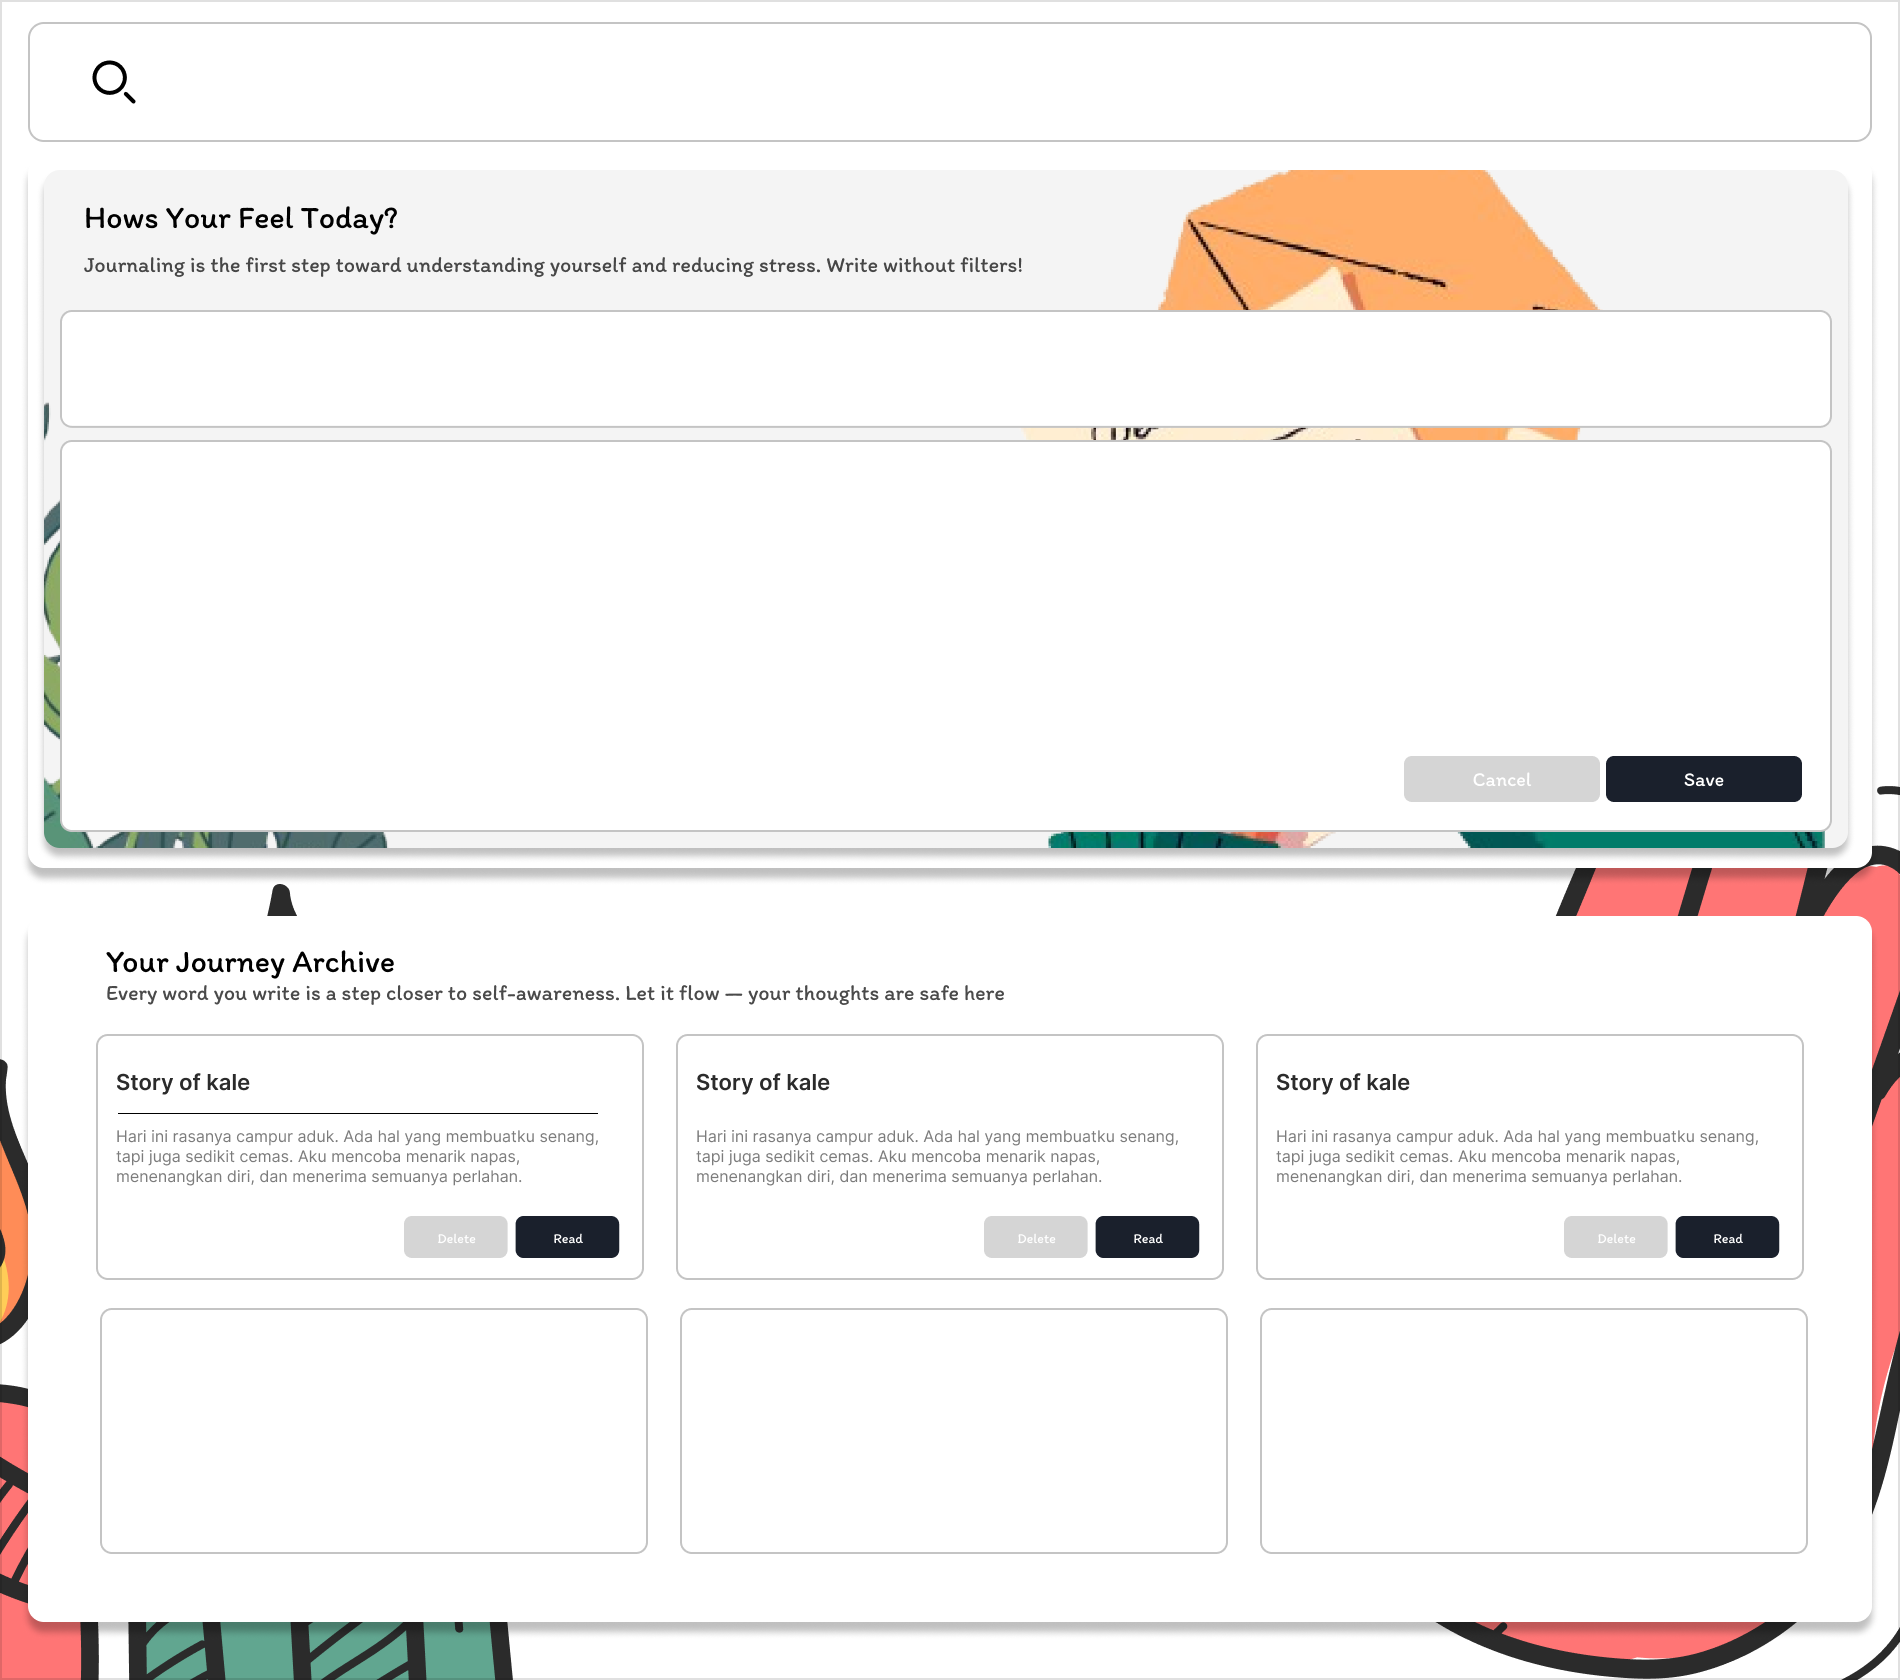 Hows Your Feel Today?
Journaling is the first step toward understanding yourself and reducing stress. Write without filters!
Cancel
Save
Your Journey Archive
Every word you write is a step closer to self-awareness. Let it flow — your thoughts are safe here
Story of kale
Hari ini rasanya campur aduk. Ada hal yang membuatku senang,
tapi juga sedikit cemas. Aku mencoba menarik napas,
menenangkan diri, dan menerima semuanya perlahan.
Delete
Read
Story of kale
Hari ini rasanya campur aduk. Ada hal yang membuatku senang,
tapi juga sedikit cemas. Aku mencoba menarik napas,
menenangkan diri, dan menerima semuanya perlahan.
Delete
Read
Story of kale
Hari ini rasanya campur aduk. Ada hal yang membuatku senang,
tapi juga sedikit cemas. Aku mencoba menarik napas,
menenangkan diri, dan menerima semuanya perlahan.
Delete
Read